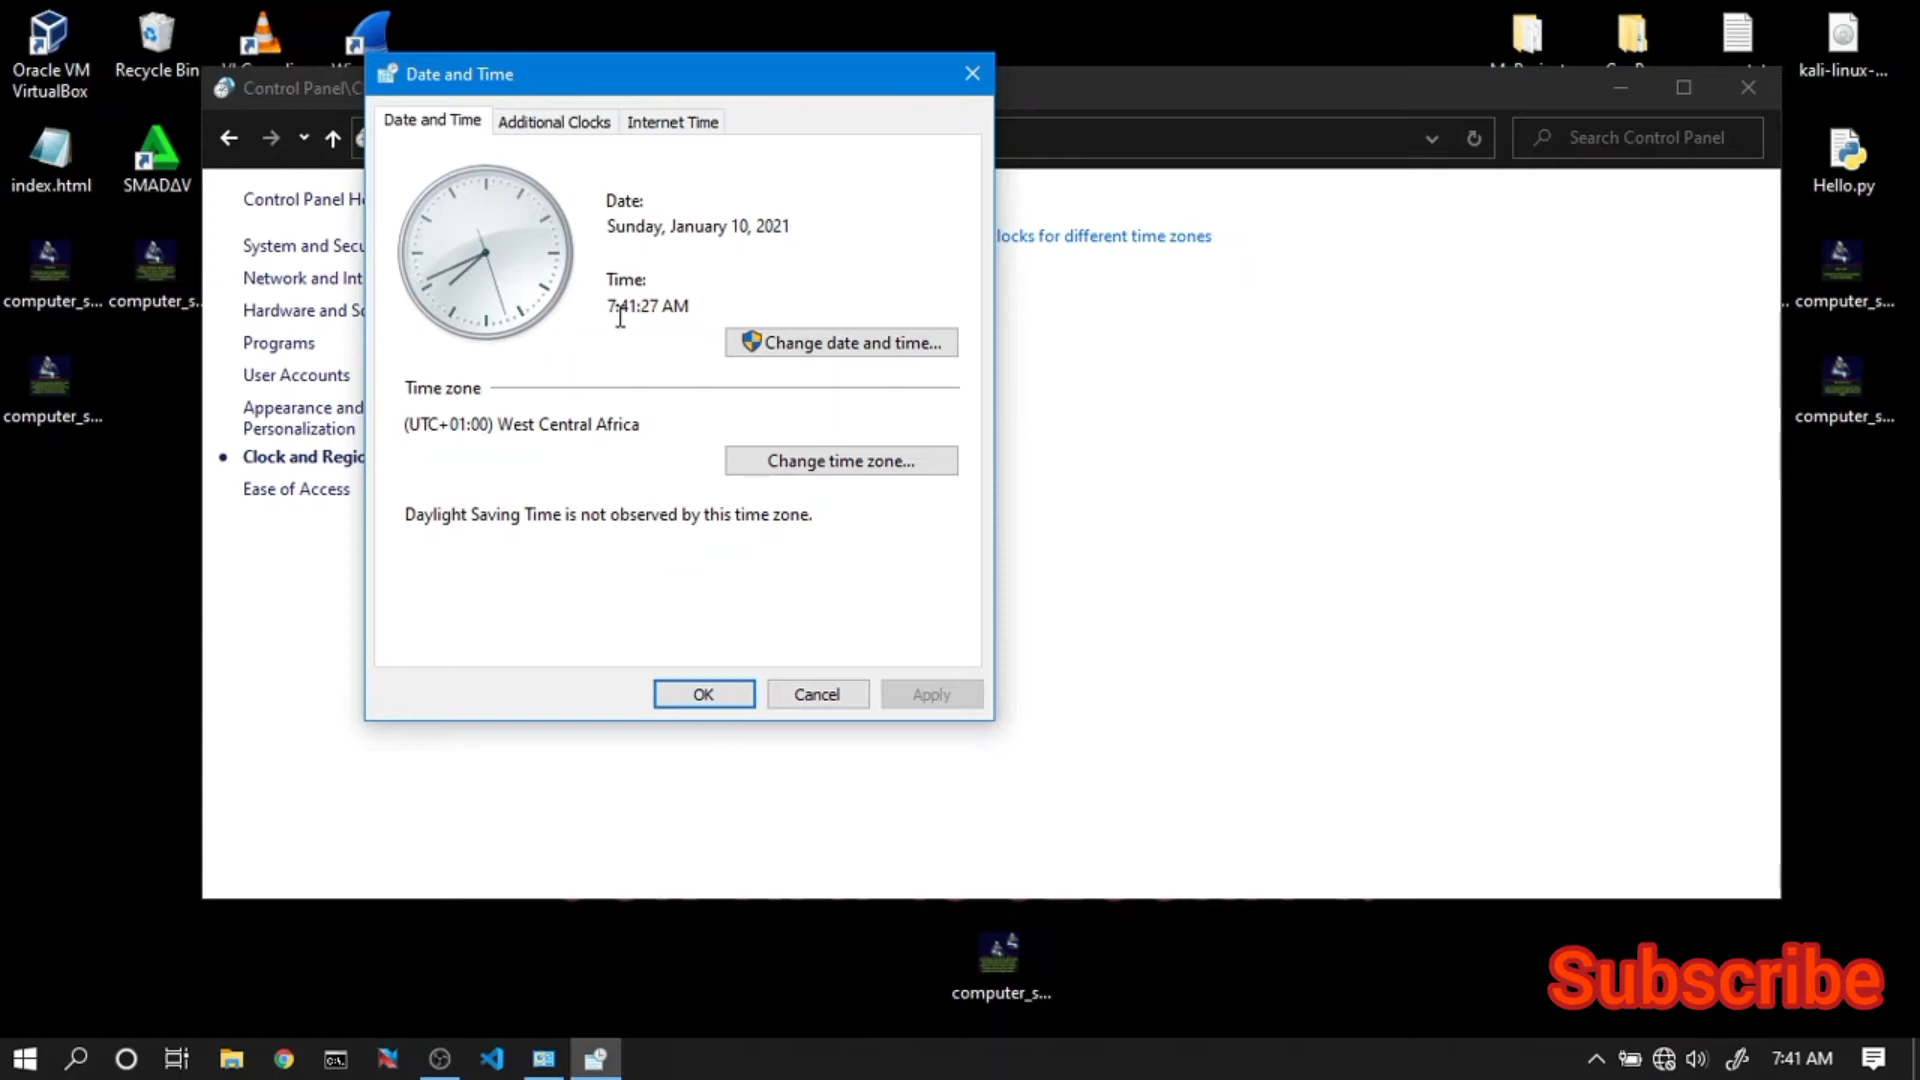 Oracle VM
VirtualBox
Recycle Bin
kali-linux-...
index.html
SMADΔV
Hello.py
computer_s...
computer_s...
computer_s...
computer_s...
computer_s...
Control Panel\C
Search Control Panel
Control Panel H
System and Secu
Network and Int
Hardware and So
Programs
User Accounts
Appearance and
Personalization
Clock and Regio
Ease of Access
locks for different time zones
Date and Time
Date and Time
Additional Clocks
Internet Time
Date:
Sunday, January 10, 2021
Time:
7:41:27 AM
Change date and time...
Time zone
(UTC+01:00) West Central Africa
Change time zone...
Daylight Saving Time is not observed by this time zone.
OK
Cancel
Apply
computer_s...
Subscribe
7:41 AM